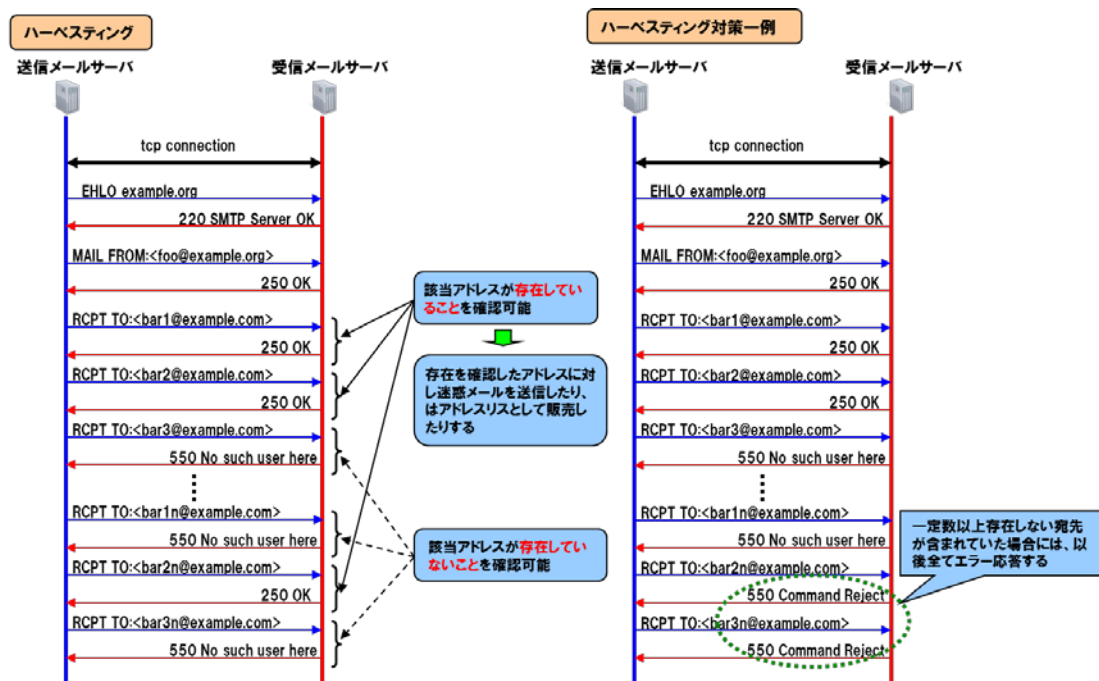 ハーベスティング
送信メールサーバ
受信メールサーバ
tcp connection
EHLO example.org
220 SMTP Server OK
MAIL FROM:<foo@example.org>
250 OK
RCPT TO:<bar1@example.com>
250 OK
RCPT TO:<bar2@example.com>
250 OK
RCPT TO:<bar3@example.com>
550 No such user here
RCPT TO:<bar1n@example.com>
550 No such user here
RCPT TO:<bar2n@example.com>
250 OK
RCPT TO:<bar3n@example.com>
550 No such user here
該当アドレスが存在してい
ることを確認可能
存在を確認したアドレスに対
し迷惑メールを送信したり、
はアドレスリスとして販売し
たりする
該当アドレスが存在してい
ないことを確認可能
ハーベスティング対策一例
送信メールサーバ
受信メールサーバ
tcp connection
EHLO example.org
220 SMTP Server OK
MAIL FROM:<foo@example.org>
250 OK
RCPT TO:<bar1@example.com>
250 OK
RCPT TO:<bar2@example.com>
250 OK
RCPT TO:<bar3@example.com>
550 No such user here
RCPT TO:<bar1n@example.com>
550 No such user here
RCPT TO:<bar2n@example.com>
550 Command Reject
RCPT TO:<bar3n@example.com>
550 Command Reject
一定数以上存在しない宛先
が含まれていた場合には、以
後全てエラー応答する